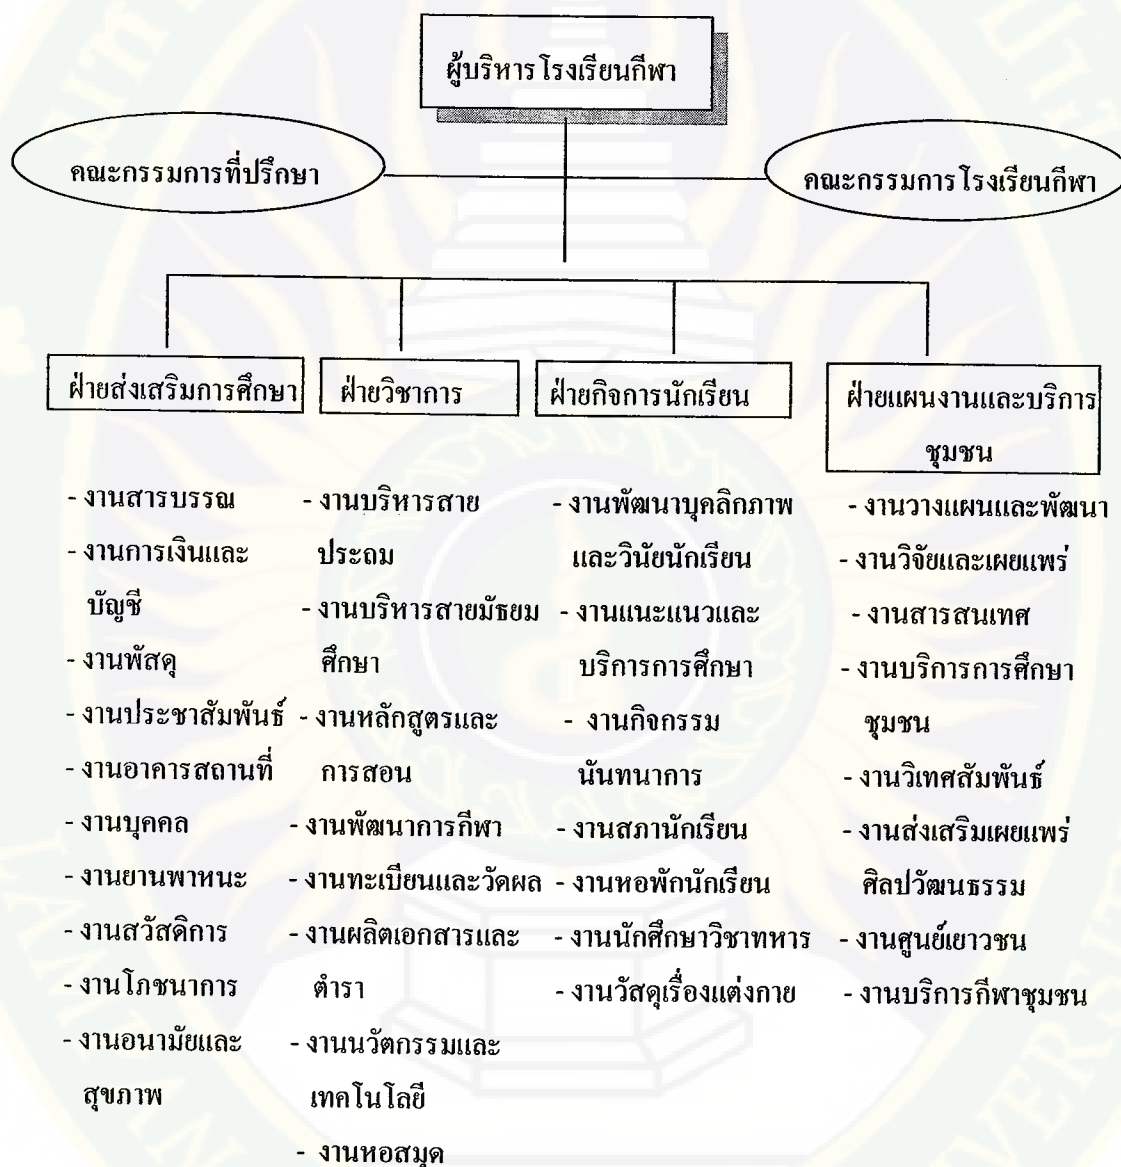 ผู้บริหารโรงเรียนกีฬา
คณะกรรมการที่ปรึกษา
คณะกรรมการโรงเรียนกีฬา
ฝ่ายส่งเสริมการศึกษา
- งานสารบรรณ
- งานการเงินและ
บัญชี
- งานพัสดุ
- งานประชาสัมพันธ์
- งานอาคารสถานที่
- งานบุคคล
- งานยานพาหนะ
- งานสวัสดิการ
- งานโภชนาการ
- งานอนามัยและ
สุขภาพ
ฝ่ายวิชาการ
- งานบริหารสาย
ประถม
- งานบริหารสายมัธยม
ศึกษา
- งานหลักสูตรและ
การสอน
- งานพัฒนาการกีฬา
- งานทะเบียนและวัดผล
- งานผลิตเอกสารและ
ตำรา
- งานนวัตกรรมและ
เทคโนโลยี
- งานหอสมุด
ฝ่ายกิจการนักเรียน
- งานพัฒนาบุคลิกภาพ
และวินัยนักเรียน
- งานแนะแนวและ
บริการการศึกษา
- งานกิจกรรม
นันทนาการ
- งานสภานักเรียน
- งานหอพักนักเรียน
- งานนักศึกษาวิชาทหาร
- งานวัสดุเรื่องแต่งกาย
ฝ่ายแผนงานและบริการ
ชุมชน
- งานวางแผนและพัฒนา
- งานวิจัยและเผยแพร่
- งานสารสนเทศ
- งานบริการการศึกษา
ชุมชน
- งานวิเทศสัมพันธ์
- งานส่งเสริมเผยแพร่
ศิลปวัฒนธรรม
- งานศูนย์เยาวชน
- งานบริการกีฬาชุมชน